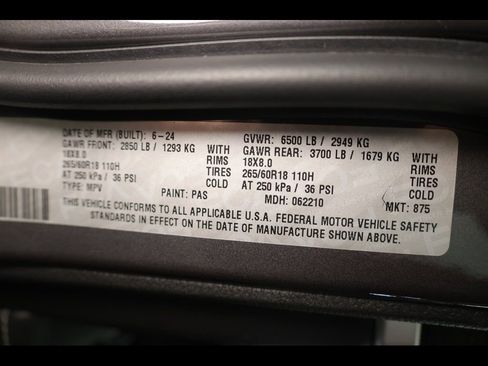 DATE OF MFR (BUILT): 6-24 GVWR: 6500 LB / 2949 KG
GAWR FRONT: 2850 LB / 1293 KG WITH GAWR REAR: 3700 LB / 1679 KG WITH
18X8.0 RIMS 18X8.0 RIMS
265/60R18 110H TIRES 265/60R18 110H TIRES
AT 250 kPa / 36 PSI COLD AT 250 kPa / 36 PSI COLD
TYPE: MPV PAINT: PAS MDH: 062210 MKT: 875
THIS VEHICLE CONFORMS TO ALL APPLICABLE U.S.A. FEDERAL MOTOR VEHICLE SAFETY
STANDARDS IN EFFECT ON THE DATE OF MANUFACTURE SHOWN ABOVE.